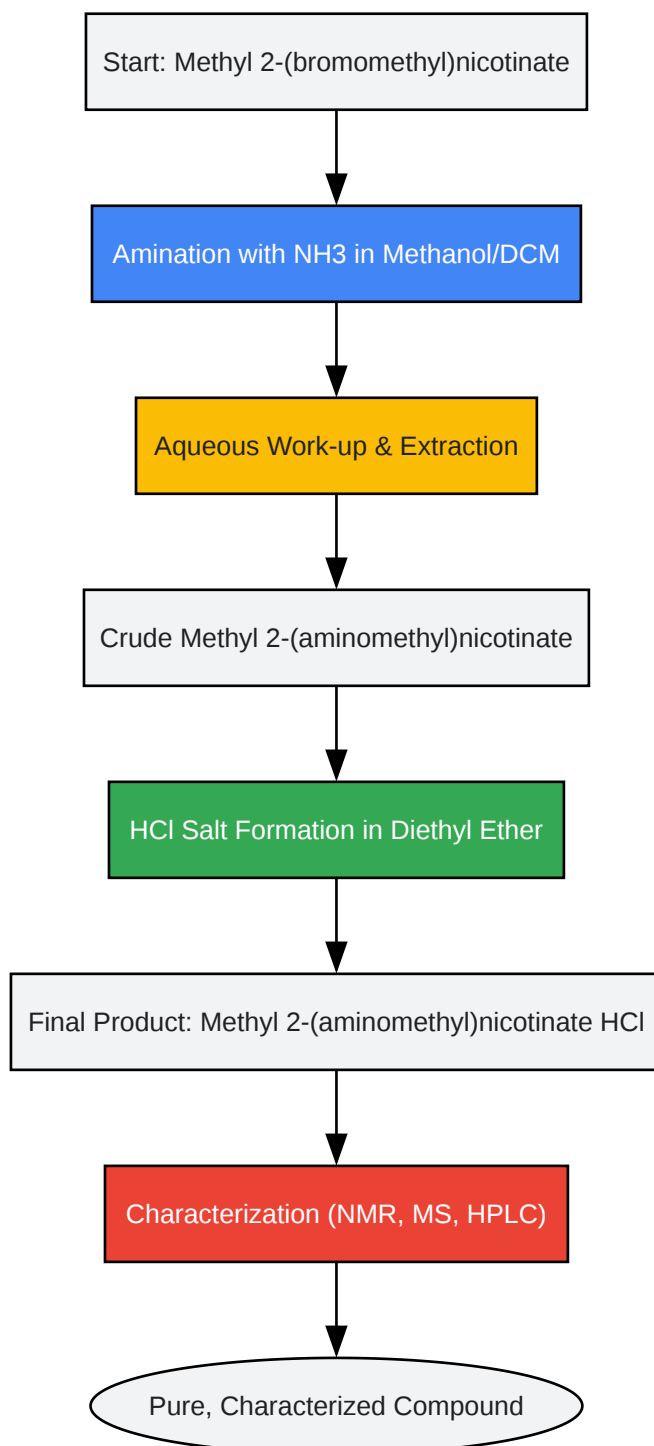 Start: Methyl 2-(bromomethyl)nicotinate
Amination with NH3 in Methanol/DCM
Aqueous Work-up & Extraction
Crude Methyl 2-(aminomethyl)nicotinate
HCl Salt Formation in Diethyl Ether
Final Product: Methyl 2-(aminomethyl)nicotinate HCl
Characterization (NMR, MS, HPLC)
Pure, Characterized Compound